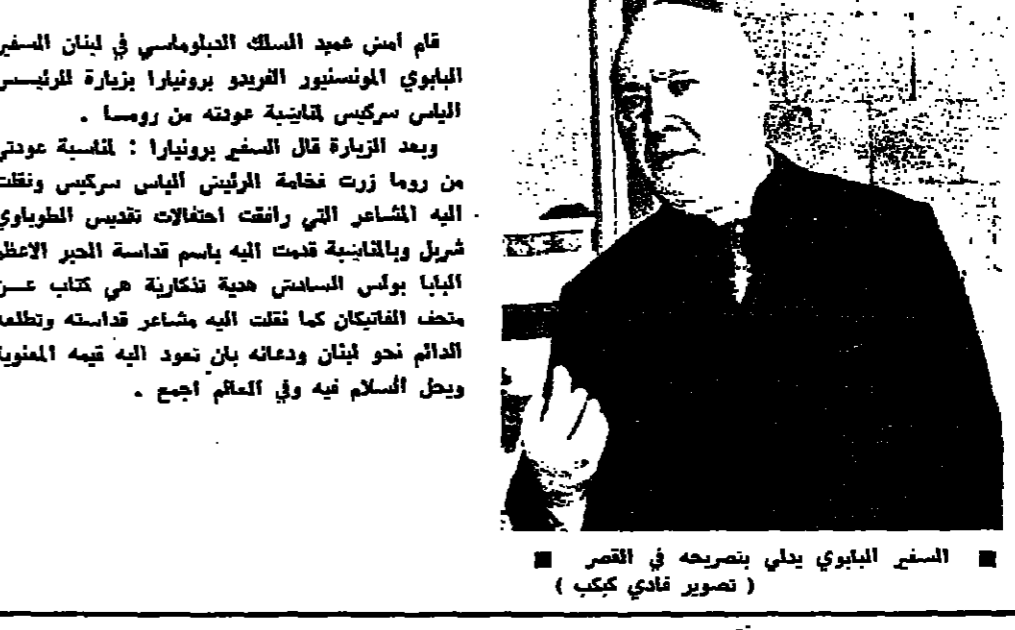 قام أمس عميد السلك الدبلوماسي في لبنان السفير
البابوي المونسنيور الفريدو برونيارا بزيارة للرئيس
الياس سركيس لمناسبة عودته من روما .
وبعد الزيارة قال السفير برونيارا : لمناسبة عودتي
من روما زرت فخامة الرئيس الياس سركيس ونقلت
اليه المشاعر التي رافقت احتفالات تقديس الطوباوي
شربل وبالمناسبة قدمت اليه باسم قداسة الحبر الاعظم
البابا بولس السادس هدية تذكارية هي كتاب عن
متحف الفاتيكان كما نقلت اليه مشاعر قداسته وتطلعه
الدائم نحو لبنان ودعائه بان تعود اليه قيمه المعنوية
ويحل السلام فيه وفي العالم اجمع .
■ السفير البابوي يدلي بتصريحه في القصر ■
( تصوير فادي كبكب )